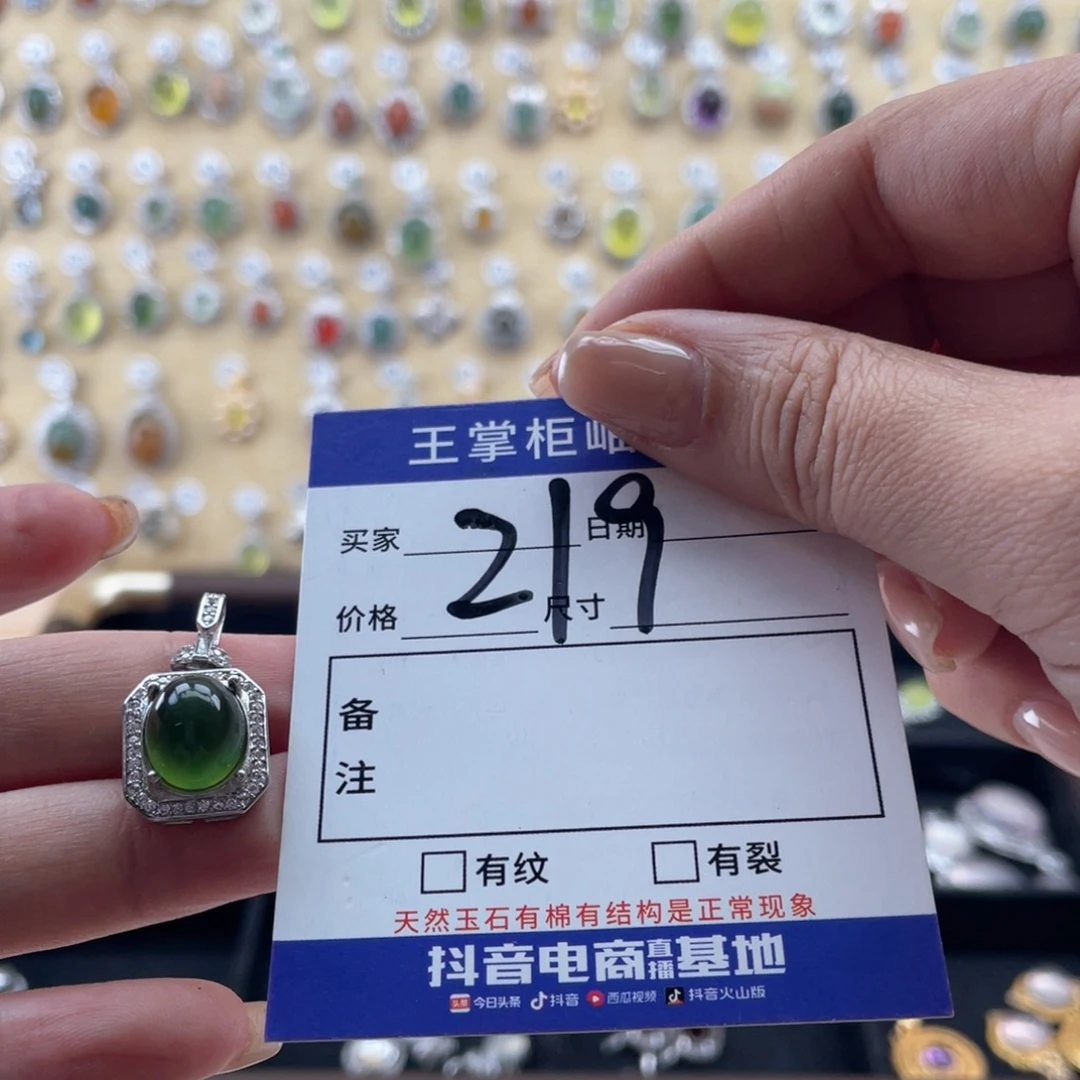 王掌柜
219
买家 日期
价格 尺寸
备
注
有纹 有裂
天然玉石有棉有结构是正常现象
抖音电商直播基地
头条 今日头条 抖音 西瓜视频 抖音火山版